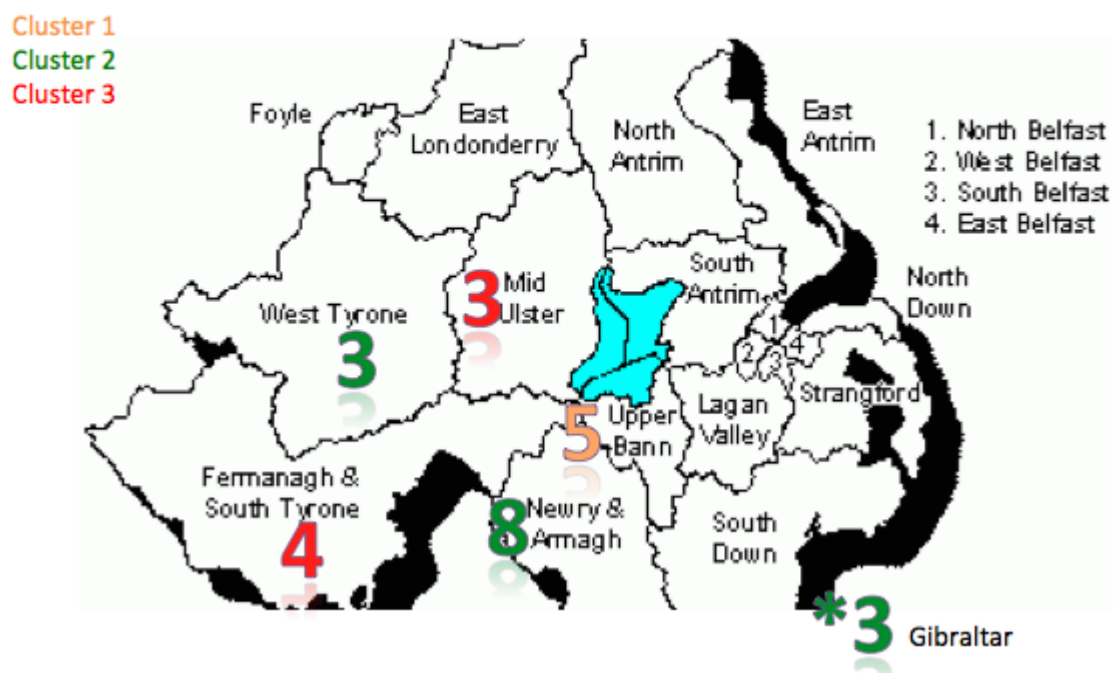 Cluster 1
Cluster 2
Cluster 3
Foyle
East
Londonderry
North
Antrim
East
Antrim
1. North Belfast
2. West Belfast
3. South Belfast
4. East Belfast
West Tyrone
3
3
Mid
Ulster
South
Antrim
North
Down
1
2
3
4
Strangford
Lagan
Valley
5
Upper
Bann
Fermanagh &
South Tyrone
4
8
Newry &
Armagh
South
Down
*3
Gibraltar